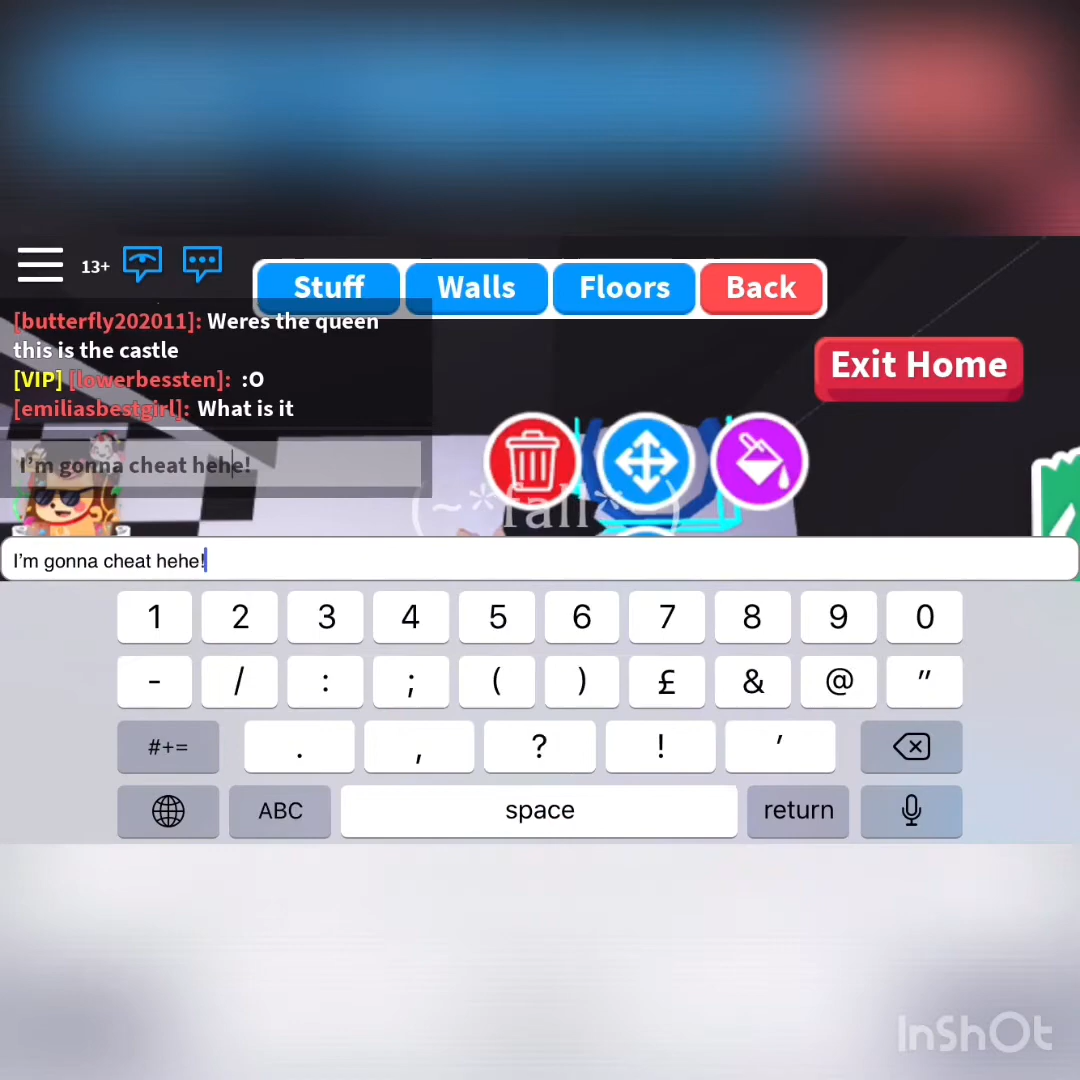 13+
Stuff
Walls
Floors
Back
[butterfly202011]: Weres the queen
this is the castle
[VIP] [lowerbessten]: :O
[emiliasbestgirl]: What is it
Exit Home
I'm gonna cheat hehe!
(~*fall*~)
I'm gonna cheat hehe!
1 2 3 4 5 6 7 8 9 0
- / : ; ( ) £ & @ "
#+= . , ? ! '
ABC space return
InShOt